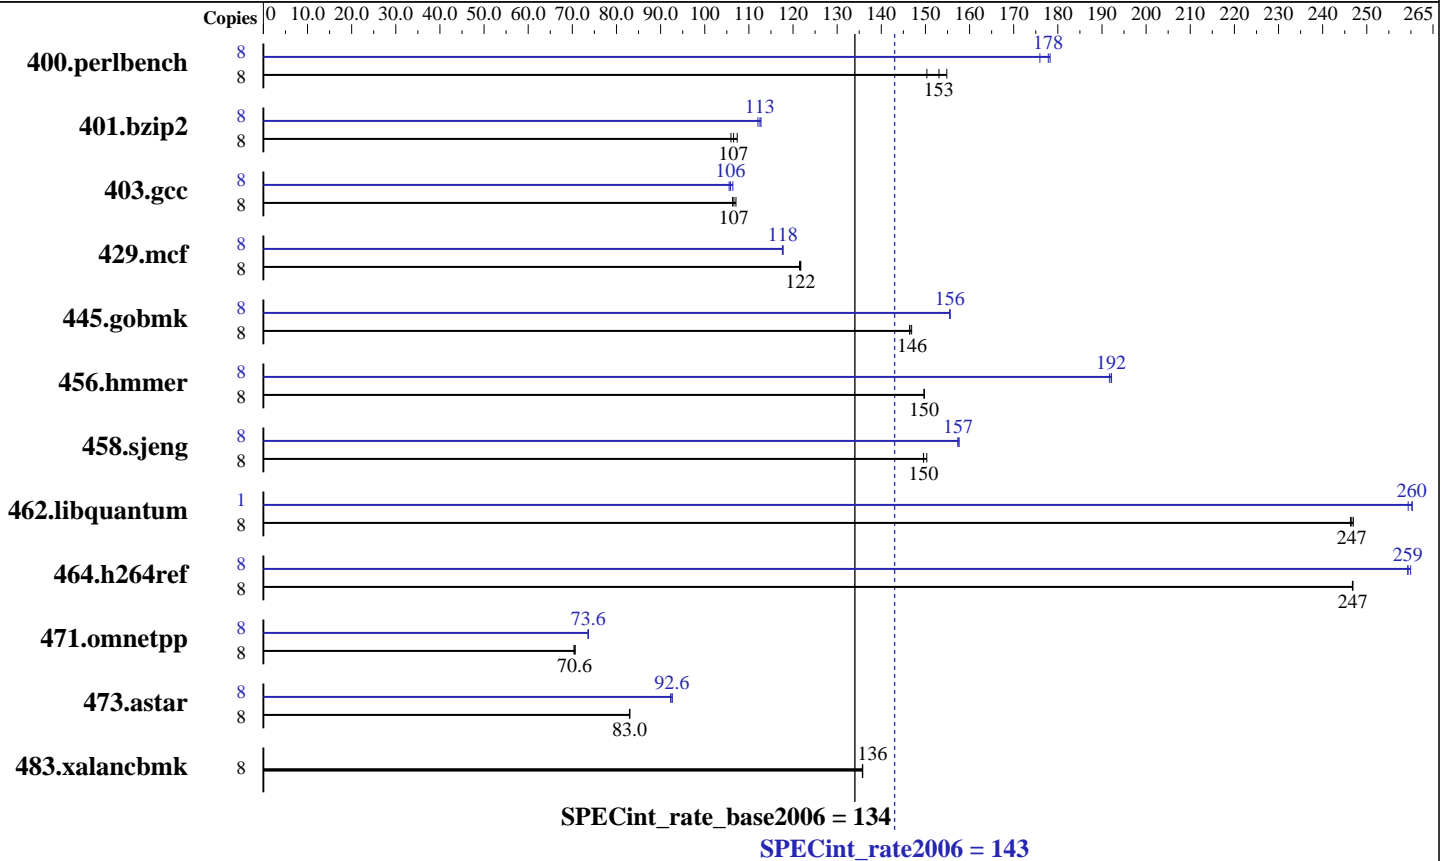 Copies 0 10.0 20.0 30.0 40.0 50.0 60.0 70.0 80.0 90.0 100 110 120 130 140 150 160 170 180 190 200 210 220 230 240 250 265
400.perlbench 8 178
8 153
401.bzip2 8 113
8 107
403.gcc 8 106
8 107
429.mcf 8 118
8 122
445.gobmk 8 156
8 146
456.hmmer 8 192
8 150
458.sjeng 8 157
8 150
462.libquantum 1 260
8 247
464.h264ref 8 259
8 247
471.omnetpp 8 73.6
8 70.6
473.astar 8 92.6
8 83.0
483.xalancbmk 8 136
SPECint_rate_base2006 = 134
SPECint_rate2006 = 143